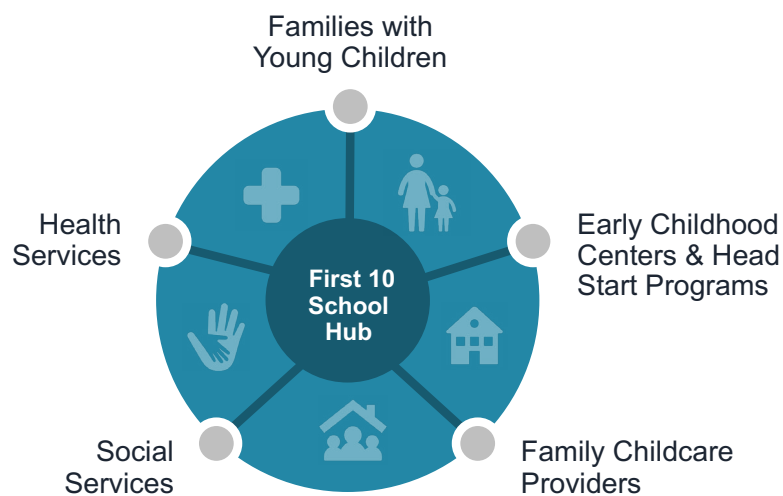 Families with
Young Children
Health
Services
Early Childhood
Centers & Head
Start Programs
First 10
School
Hub
Social
Services
Family Childcare
Providers